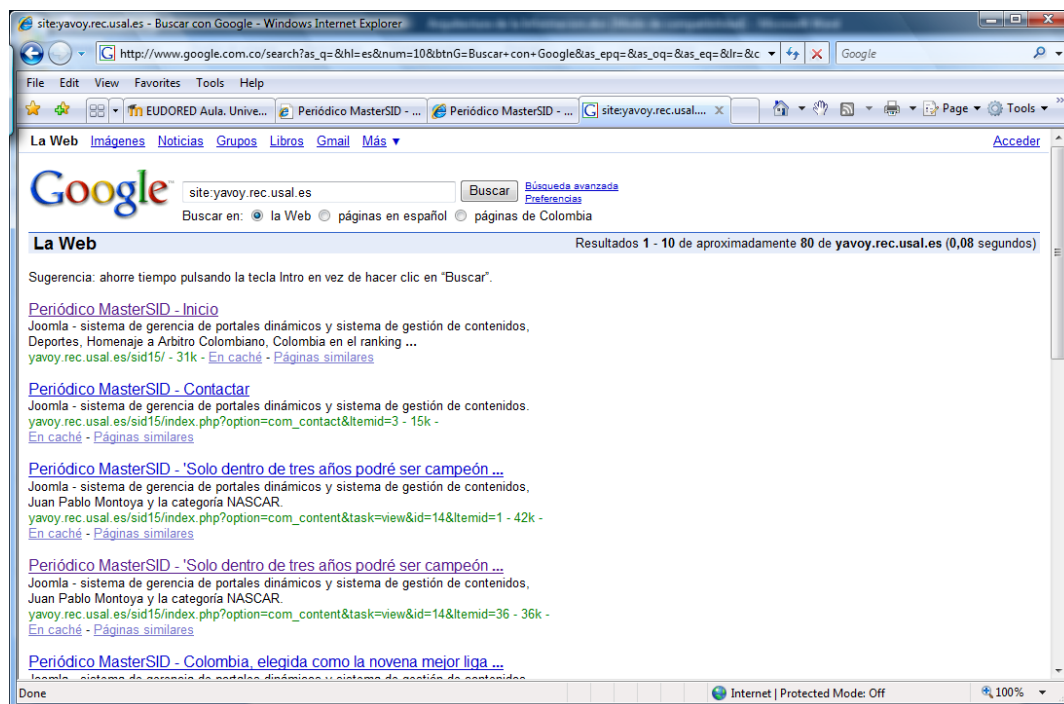 site:yavoy.rec.usal.es - Buscar con Google - Windows Internet Explorer
http://www.google.com.co/search?as_q=&hl=es&num=10&btnG=Buscar+con+Google&as_epq=&as_oq=&as_eq=&lr=&c
Google
File Edit View Favorites Tools Help
EUDORED Aula. Unive... Periódico MasterSID - ... Periódico MasterSID - ... site:yavoy.rec.usal.... Page Tools
La Web Imágenes Noticias Grupos Libros Gmail Más ▼ Acceder
Google™ site:yavoy.rec.usal.es Buscar Búsqueda avanzada
Preferencias
Buscar en: la Web páginas en español páginas de Colombia
La Web Resultados 1 - 10 de aproximadamente 80 de yavoy.rec.usal.es (0,08 segundos)
Sugerencia: ahorre tiempo pulsando la tecla Intro en vez de hacer clic en "Buscar".
Periódico MasterSID - Inicio
Joomla - sistema de gerencia de portales dinámicos y sistema de gestión de contenidos,
Deportes, Homenaje a Arbitro Colombiano, Colombia en el ranking ...
yavoy.rec.usal.es/sid15/ - 31k - En caché - Páginas similares
Periódico MasterSID - Contactar
Joomla - sistema de gerencia de portales dinámicos y sistema de gestión de contenidos.
yavoy.rec.usal.es/sid15/index.php?option=com_contact&Itemid=3 - 15k -
En caché - Páginas similares
Periódico MasterSID - 'Solo dentro de tres años podré ser campeón ...
Joomla - sistema de gerencia de portales dinámicos y sistema de gestión de contenidos,
Juan Pablo Montoya y la categoría NASCAR.
yavoy.rec.usal.es/sid15/index.php?option=com_content&task=view&id=14&Itemid=1 - 42k -
En caché - Páginas similares
Periódico MasterSID - 'Solo dentro de tres años podré ser campeón ...
Joomla - sistema de gerencia de portales dinámicos y sistema de gestión de contenidos,
Juan Pablo Montoya y la categoría NASCAR.
yavoy.rec.usal.es/sid15/index.php?option=com_content&task=view&id=14&Itemid=36 - 36k -
En caché - Páginas similares
Periódico MasterSID - Colombia, elegida como la novena mejor liga ...
Joomla - sistema de gerencia de portales dinámicos y sistema de gestión de contenidos,
Done Internet | Protected Mode: Off 100%